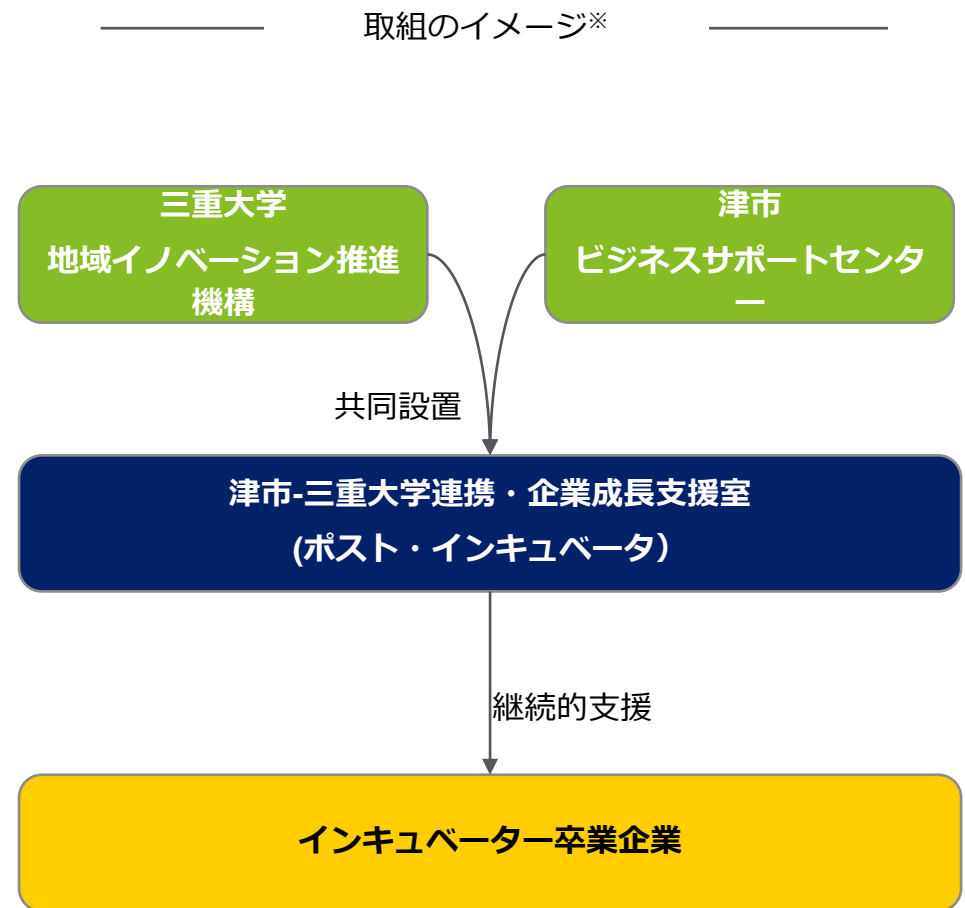 取組のイメージ※
三重大学
地域イノベーション推進
機構
津市
ビジネスサポートセンタ
ー
共同設置
津市-三重大学連携・企業成長支援室
(ポスト・インキュベータ）
継続的支援
インキュベーター卒業企業